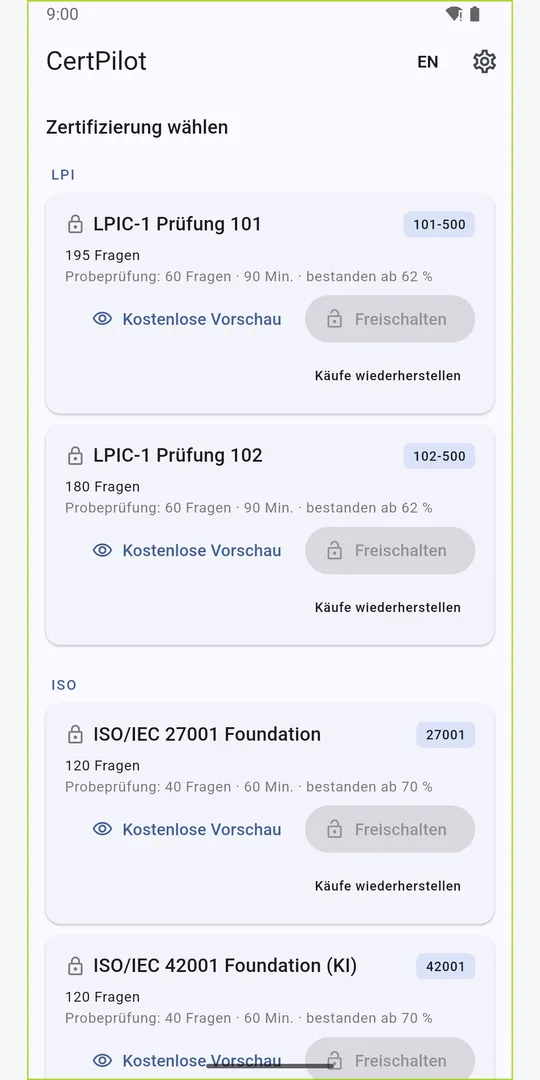 9:00
CertPilot EN
Zertifizierung wählen
LPI
LPIC-1 Prüfung 101 101-500
195 Fragen
Probeprüfung: 60 Fragen · 90 Min. · bestanden ab 62 %
Kostenlose Vorschau Freischalten
Käufe wiederherstellen
LPIC-1 Prüfung 102 102-500
180 Fragen
Probeprüfung: 60 Fragen · 90 Min. · bestanden ab 62 %
Kostenlose Vorschau Freischalten
Käufe wiederherstellen
ISO
ISO/IEC 27001 Foundation 27001
120 Fragen
Probeprüfung: 40 Fragen · 60 Min. · bestanden ab 70 %
Kostenlose Vorschau Freischalten
Käufe wiederherstellen
ISO/IEC 42001 Foundation (KI) 42001
120 Fragen
Probeprüfung: 40 Fragen · 60 Min. · bestanden ab 70 %
Kostenlose Vorschau Freischalten